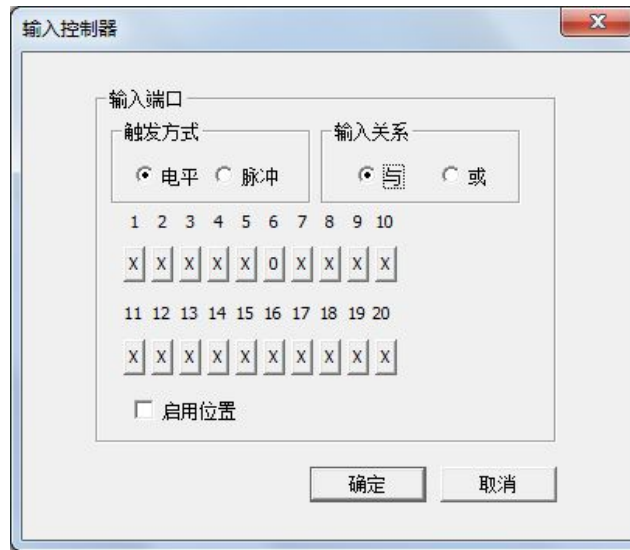 输入控制器
输入端口
触发方式 输入关系
电平 脉冲 与 或
1 2 3 4 5 6 7 8 9 10
X X X X X 0 X X X X
11 12 13 14 15 16 17 18 19 20
X X X X X X X X X X
启用位置
确定 取消